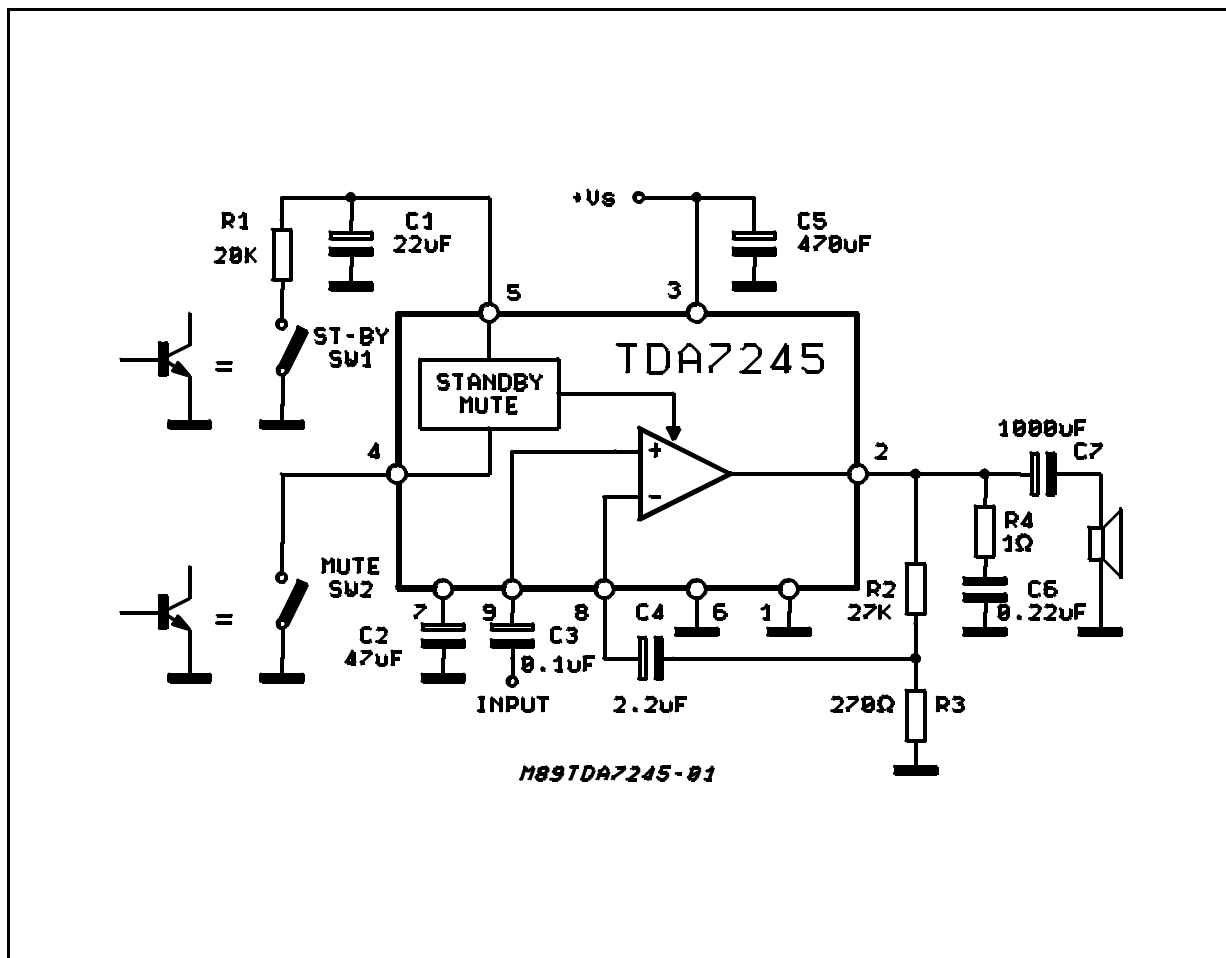 +Vs
R1
20K
C1
22uF
C5
470uF
5
3
ST-BY
SW1
=
TDA7245
STANDBY
MUTE
4
+
-
2
1000uF
C7
R4
1Ω
MUTE
SW2
=
7
9
8
6
1
C2
47uF
C3
0.1uF
C4
2.2uF
R2
27K
C6
0.22uF
INPUT
270Ω
R3
M89TDA7245-01